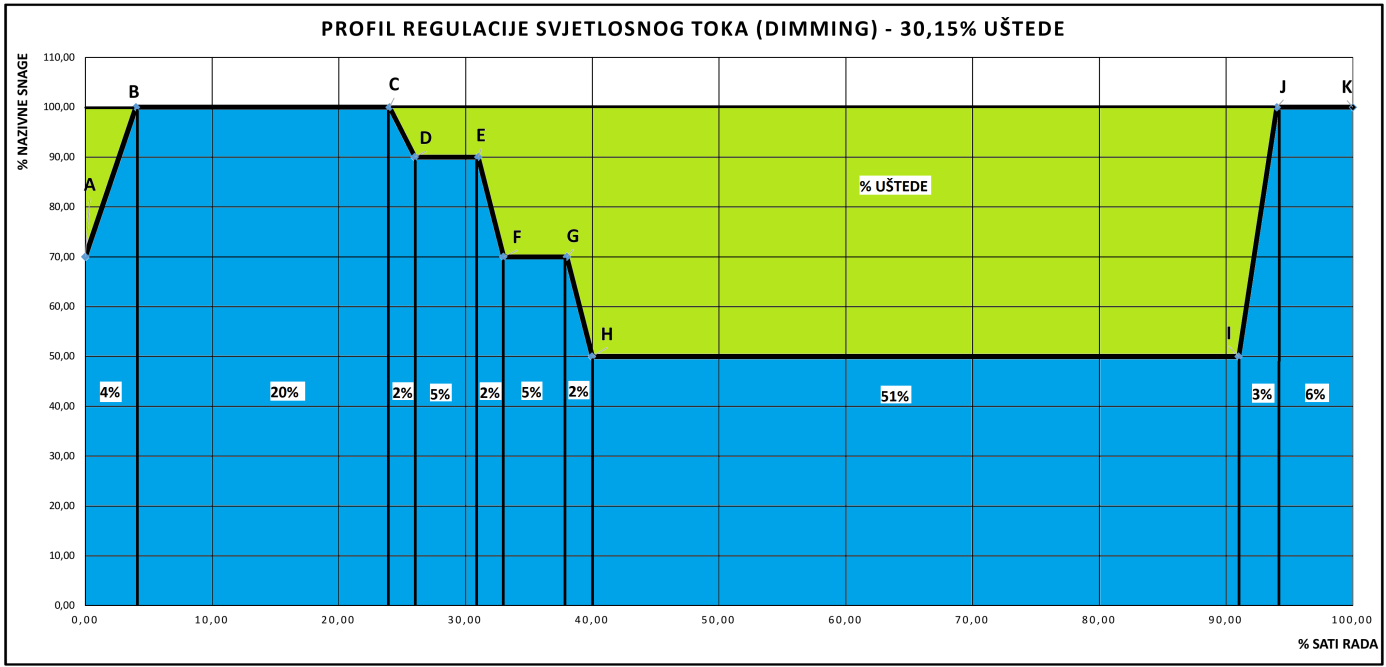 PROFIL REGULACIJE SVJETLOSNOG TOKA (DIMMING) - 30,15% UŠTEDE
% NAZIVNE SNAGE
110,00
100,00
90,00
80,00
70,00
60,00
50,00
40,00
30,00
20,00
10,00
0,00
A
B
C
D
E
F
G
H
I
J
K
% UŠTEDE
4%
20%
2%
5%
2%
5%
2%
51%
3%
6%
0,00 10,00 20,00 30,00 40,00 50,00 60,00 70,00 80,00 90,00 100,00
% SATI RADA